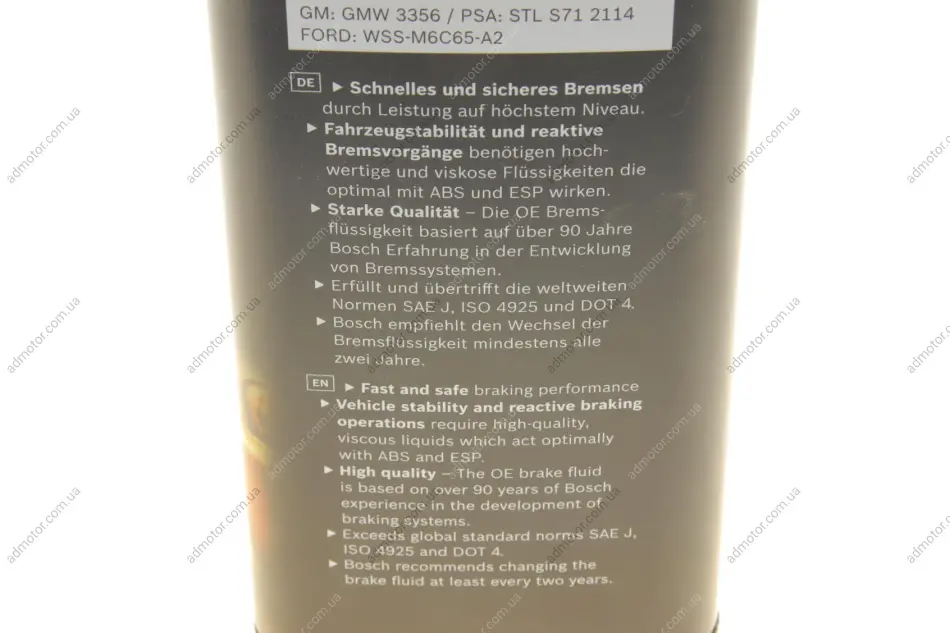 GM: GMW 3356 / PSA: STL S71 2114
FORD: WSS-M6C65-A2
DE ► Schnelles und sicheres Bremsen
durch Leistung auf höchstem Niveau.
► Fahrzeugstabilität und reaktive
Bremsvorgänge benötigen hoch-
wertige und viskose Flüssigkeiten die
optimal mit ABS und ESP wirken.
► Starke Qualität – Die OE Brems-
flüssigkeit basiert auf über 90 Jahre
Bosch Erfahrung in der Entwicklung
von Bremssystemen.
► Erfüllt und übertrifft die weltweiten
Normen SAE J, ISO 4925 und DOT 4.
► Bosch empfiehlt den Wechsel der
Bremsflüssigkeit mindestens alle
zwei Jahre.
EN ► Fast and safe braking performance
► Vehicle stability and reactive braking
operations require high-quality,
viscous liquids which act optimally
with ABS and ESP.
► High quality – The OE brake fluid
is based on over 90 years of Bosch
experience in the development of
braking systems.
► Exceeds global standard norms SAE J,
ISO 4925 and DOT 4.
► Bosch recommends changing the
brake fluid at least every two years.
admotor.com.ua